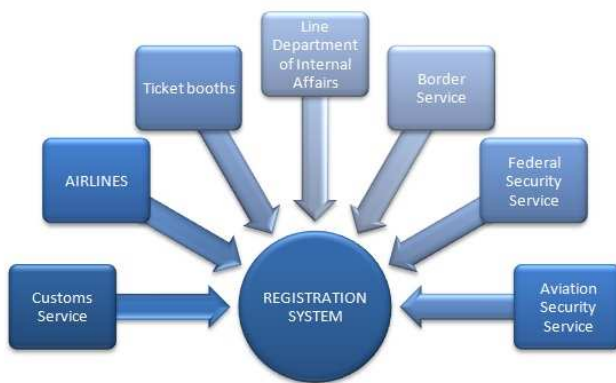 Line
Department
of Internal
Affairs
Ticket booths
Border
Service
AIRLINES
Federal
Security
Service
Customs
Service
REGISTRATION
SYSTEM
Aviation
Security
Service